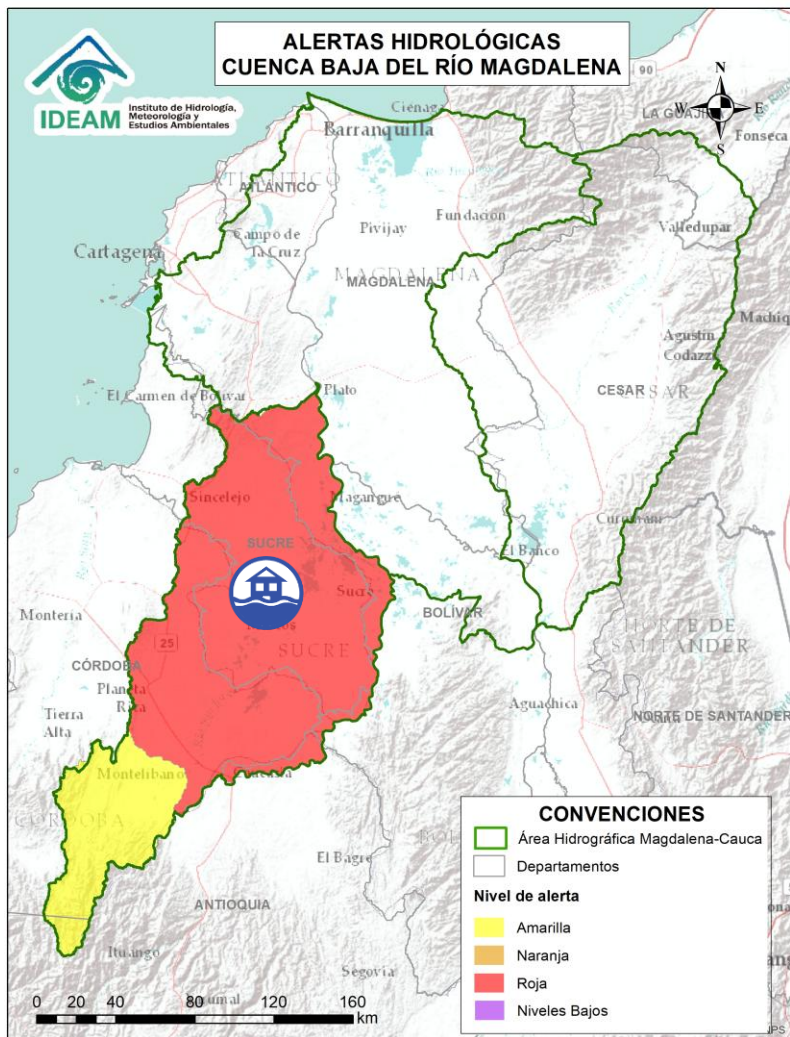 ALERTAS HIDROLÓGICAS
CUENCA BAJA DEL RÍO MAGDALENA
IDEAM
Instituto de Hidrología,
Meteorología y
Estudios Ambientales
N
W
E
S
90
LA GUAJIRA
Fonseca
Ciénaga
Barranquilla
ATLANTICO
ATLÁNTICO
Campo de
la Cruz
Pivijay
Fundación
Valledupar
Cartagena
MAGDALENA
MAGDALENA
Agustín
Codazzi
Machiq
CESAR
CESAR
El Carmen de Bolívar
Plato
Sincelejo
Magangué
SUCRE
Curumaní
El Banco
Sucre
BOLÍVAR
Montería
SUCRE
NORTE DE
SANTANDER
25
CÓRDOBA
Planeta
Rica
Tierra
Alta
Aguachica
NORTE DE SANTANDER
Montelíbano
CÓRDOBA
El Bagre
ANTIOQUIA
Ituango
Segovia
CONVENCIONES
Área Hidrográfica Magdalena-Cauca
Departamentos
Nivel de alerta
Amarilla
Naranja
Roja
Niveles Bajos
0 20 40 80 120 160
km